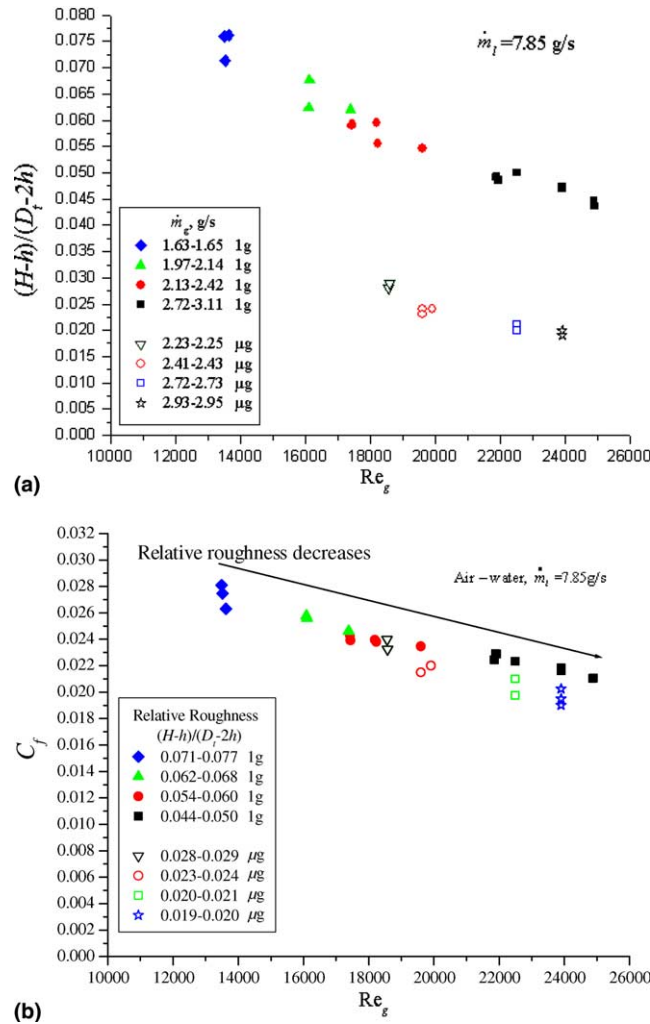 0.080
0.075
0.070
0.065
0.060
0.055
0.050
0.045
0.040
0.035
0.030
0.025
0.020
0.015
0.010
0.005
0.000
(H-h)/(Dₜ-2h)
ṁₗ =7.85 g/s
ṁ_g, g/s
1.63-1.65 1g
1.97-2.14 1g
2.13-2.42 1g
2.72-3.11 1g
2.23-2.25 µg
2.41-2.43 µg
2.72-2.73 µg
2.93-2.95 µg
10000 12000 14000 16000 18000 20000 22000 24000 26000
Re_g
(a)
0.032
0.030
0.028
0.026
0.024
0.022
0.020
0.018
0.016
0.014
0.012
0.010
0.008
0.006
0.004
0.002
0.000
C_f
Relative roughness decreases
Air – water, ṁₗ =7.85g/s
Relative Roughness
(H-h)/(Dₜ-2h)
0.071-0.077 1g
0.062-0.068 1g
0.054-0.060 1g
0.044-0.050 1g
0.028-0.029 µg
0.023-0.024 µg
0.020-0.021 µg
0.019-0.020 µg
10000 12000 14000 16000 18000 20000 22000 24000 26000
Re_g
(b)